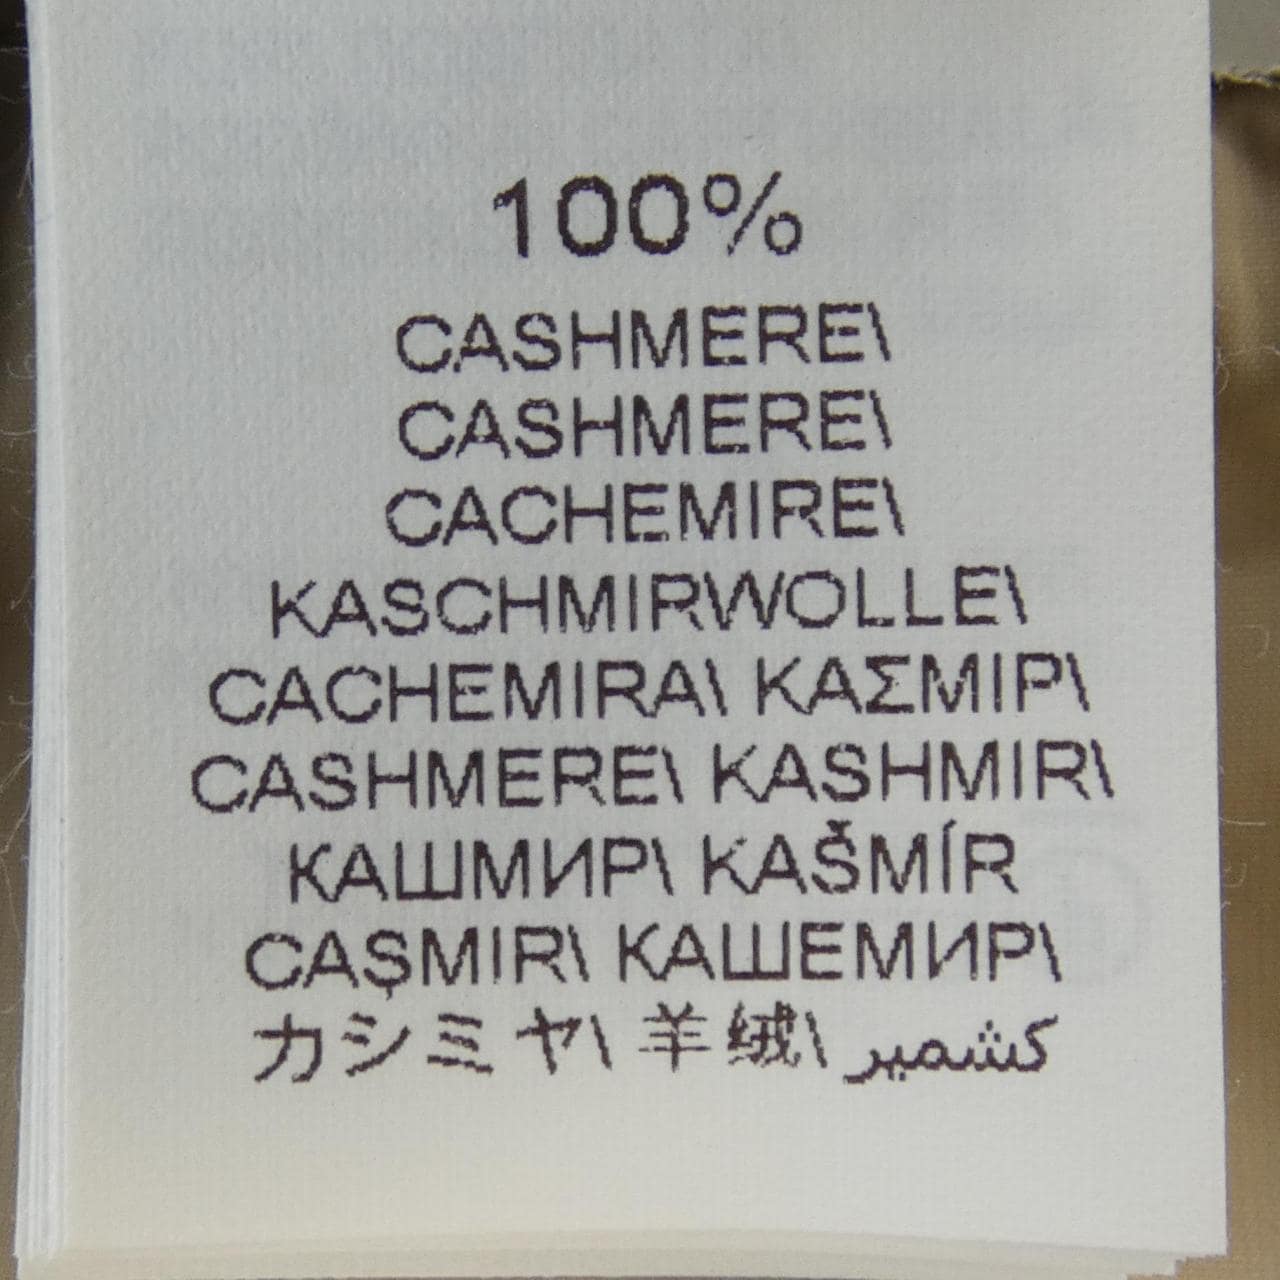 100%
CASHMERE\
CASHMERE\
CACHEMIRE\
KASCHMIRWOLLE\
CACHEMIRA\ ΚΑΣΜΙΡ\
CASHMERE\ KASHMIR\
КАШМИР\ KAŠMÍR
CAŞMIR\ КАШЕМИР\
カシミヤ\ 羊绒\ كشمير